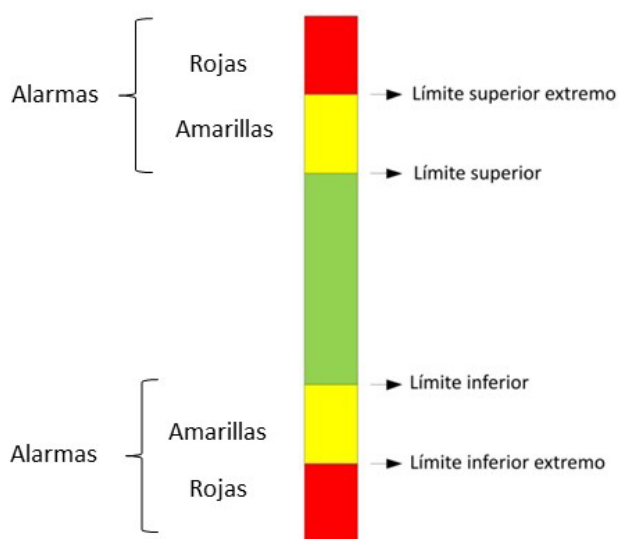 Rojas
Límite superior extremo
Alarmas
Amarillas
Límite superior
Límite inferior
Amarillas
Alarmas
Límite inferior extremo
Rojas